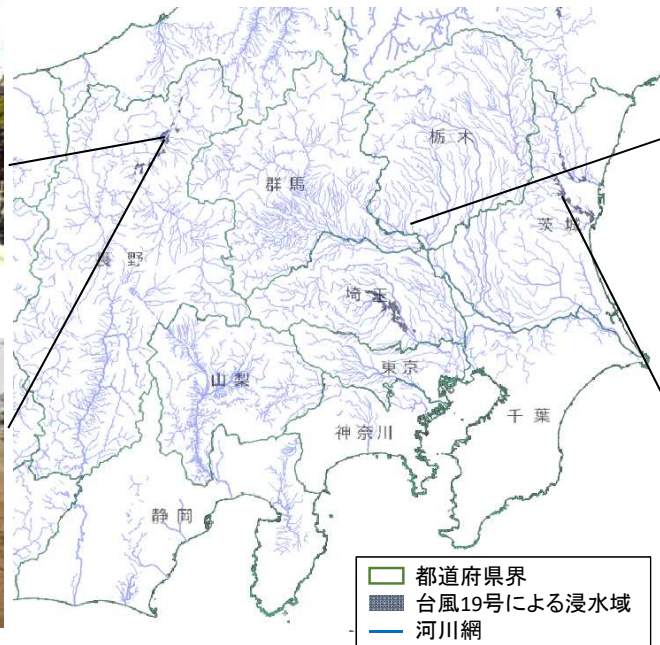 栃木
群馬
茨城
長野
埼玉
山梨
東京
千葉
神奈川
静岡
都道府県界
台風19号による浸水域
河川網